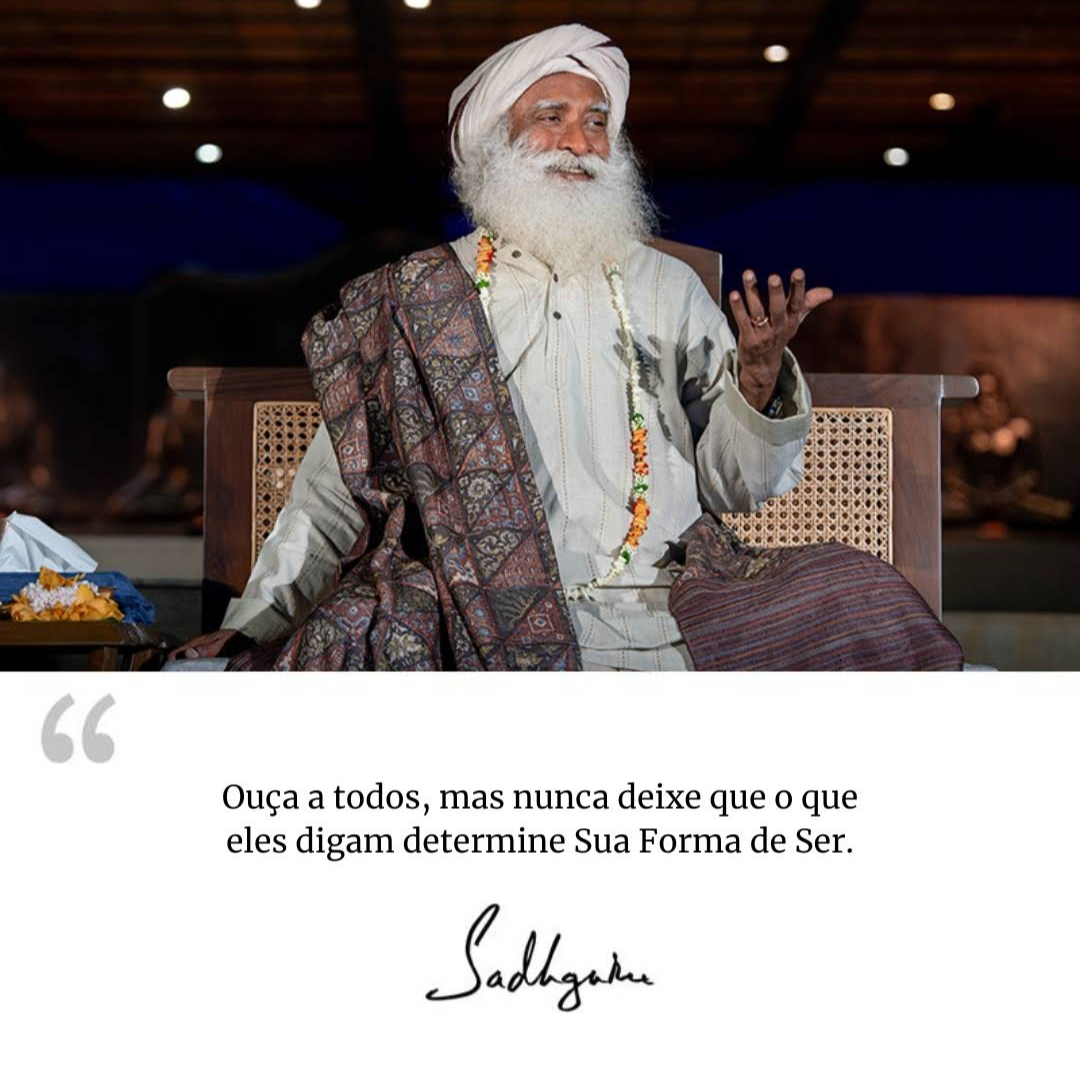 “
Ouça a todos, mas nunca deixe que o que
eles digam determine Sua Forma de Ser.
Sadhguru